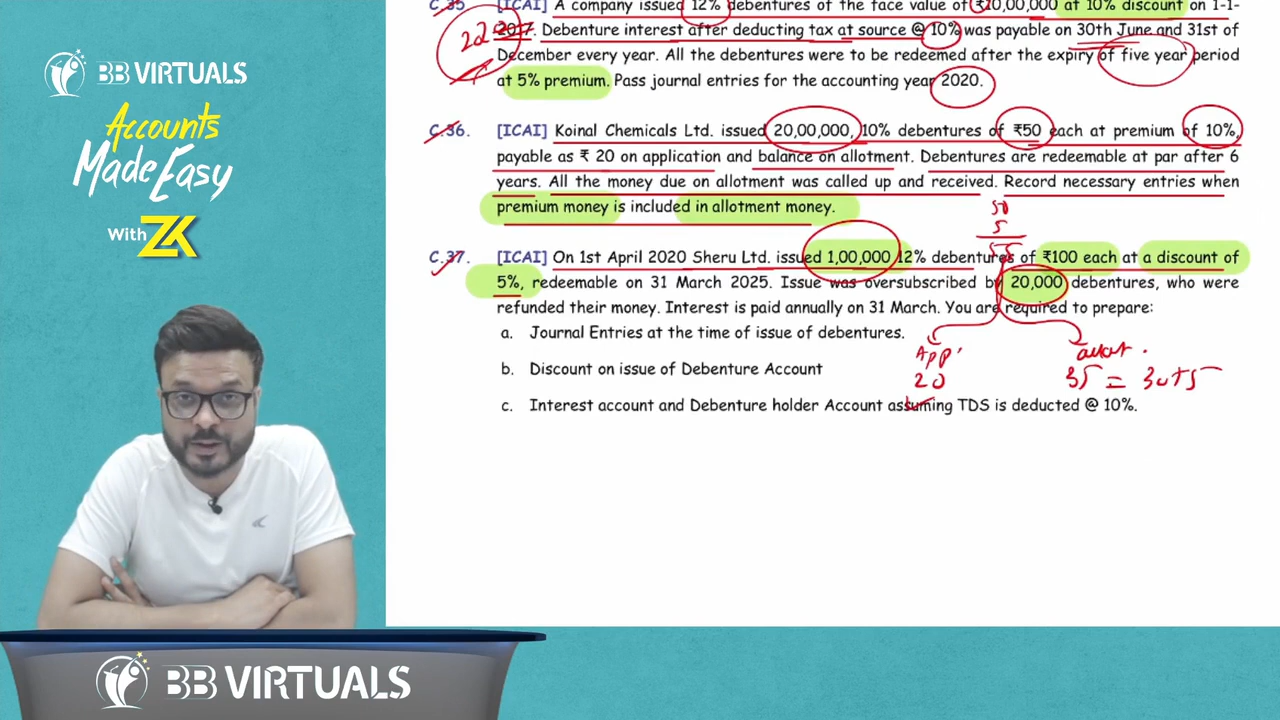 BB VIRTUALS
Accounts
Made Easy
With ZK
C.35 [ICAI] A company issued 12% debentures of the face value of ₹10,00,000 at 10% discount on 1-1-
2017. Debenture interest after deducting tax at source @ 10% was payable on 30th June and 31st of
December every year. All the debentures were to be redeemed after the expiry of five year period
at 5% premium. Pass journal entries for the accounting year 2020.
C.36. [ICAI] Koinal Chemicals Ltd. issued 20,00,000, 10% debentures of ₹50 each at premium of 10%,
payable as ₹ 20 on application and balance on allotment. Debentures are redeemable at par after 6
years. All the money due on allotment was called up and received. Record necessary entries when
premium money is included in allotment money.
50
5
55
C.37. [ICAI] On 1st April 2020 Sheru Ltd. issued 1,00,000 12% debentures of ₹100 each at a discount of
5%, redeemable on 31 March 2025. Issue was oversubscribed by 20,000 debentures, who were
refunded their money. Interest is paid annually on 31 March. You are required to prepare:
a. Journal Entries at the time of issue of debentures.
b. Discount on issue of Debenture Account
c. Interest account and Debenture holder Account assuming TDS is deducted @ 10%.
App.
20
35 = 30+5
BB VIRTUALS